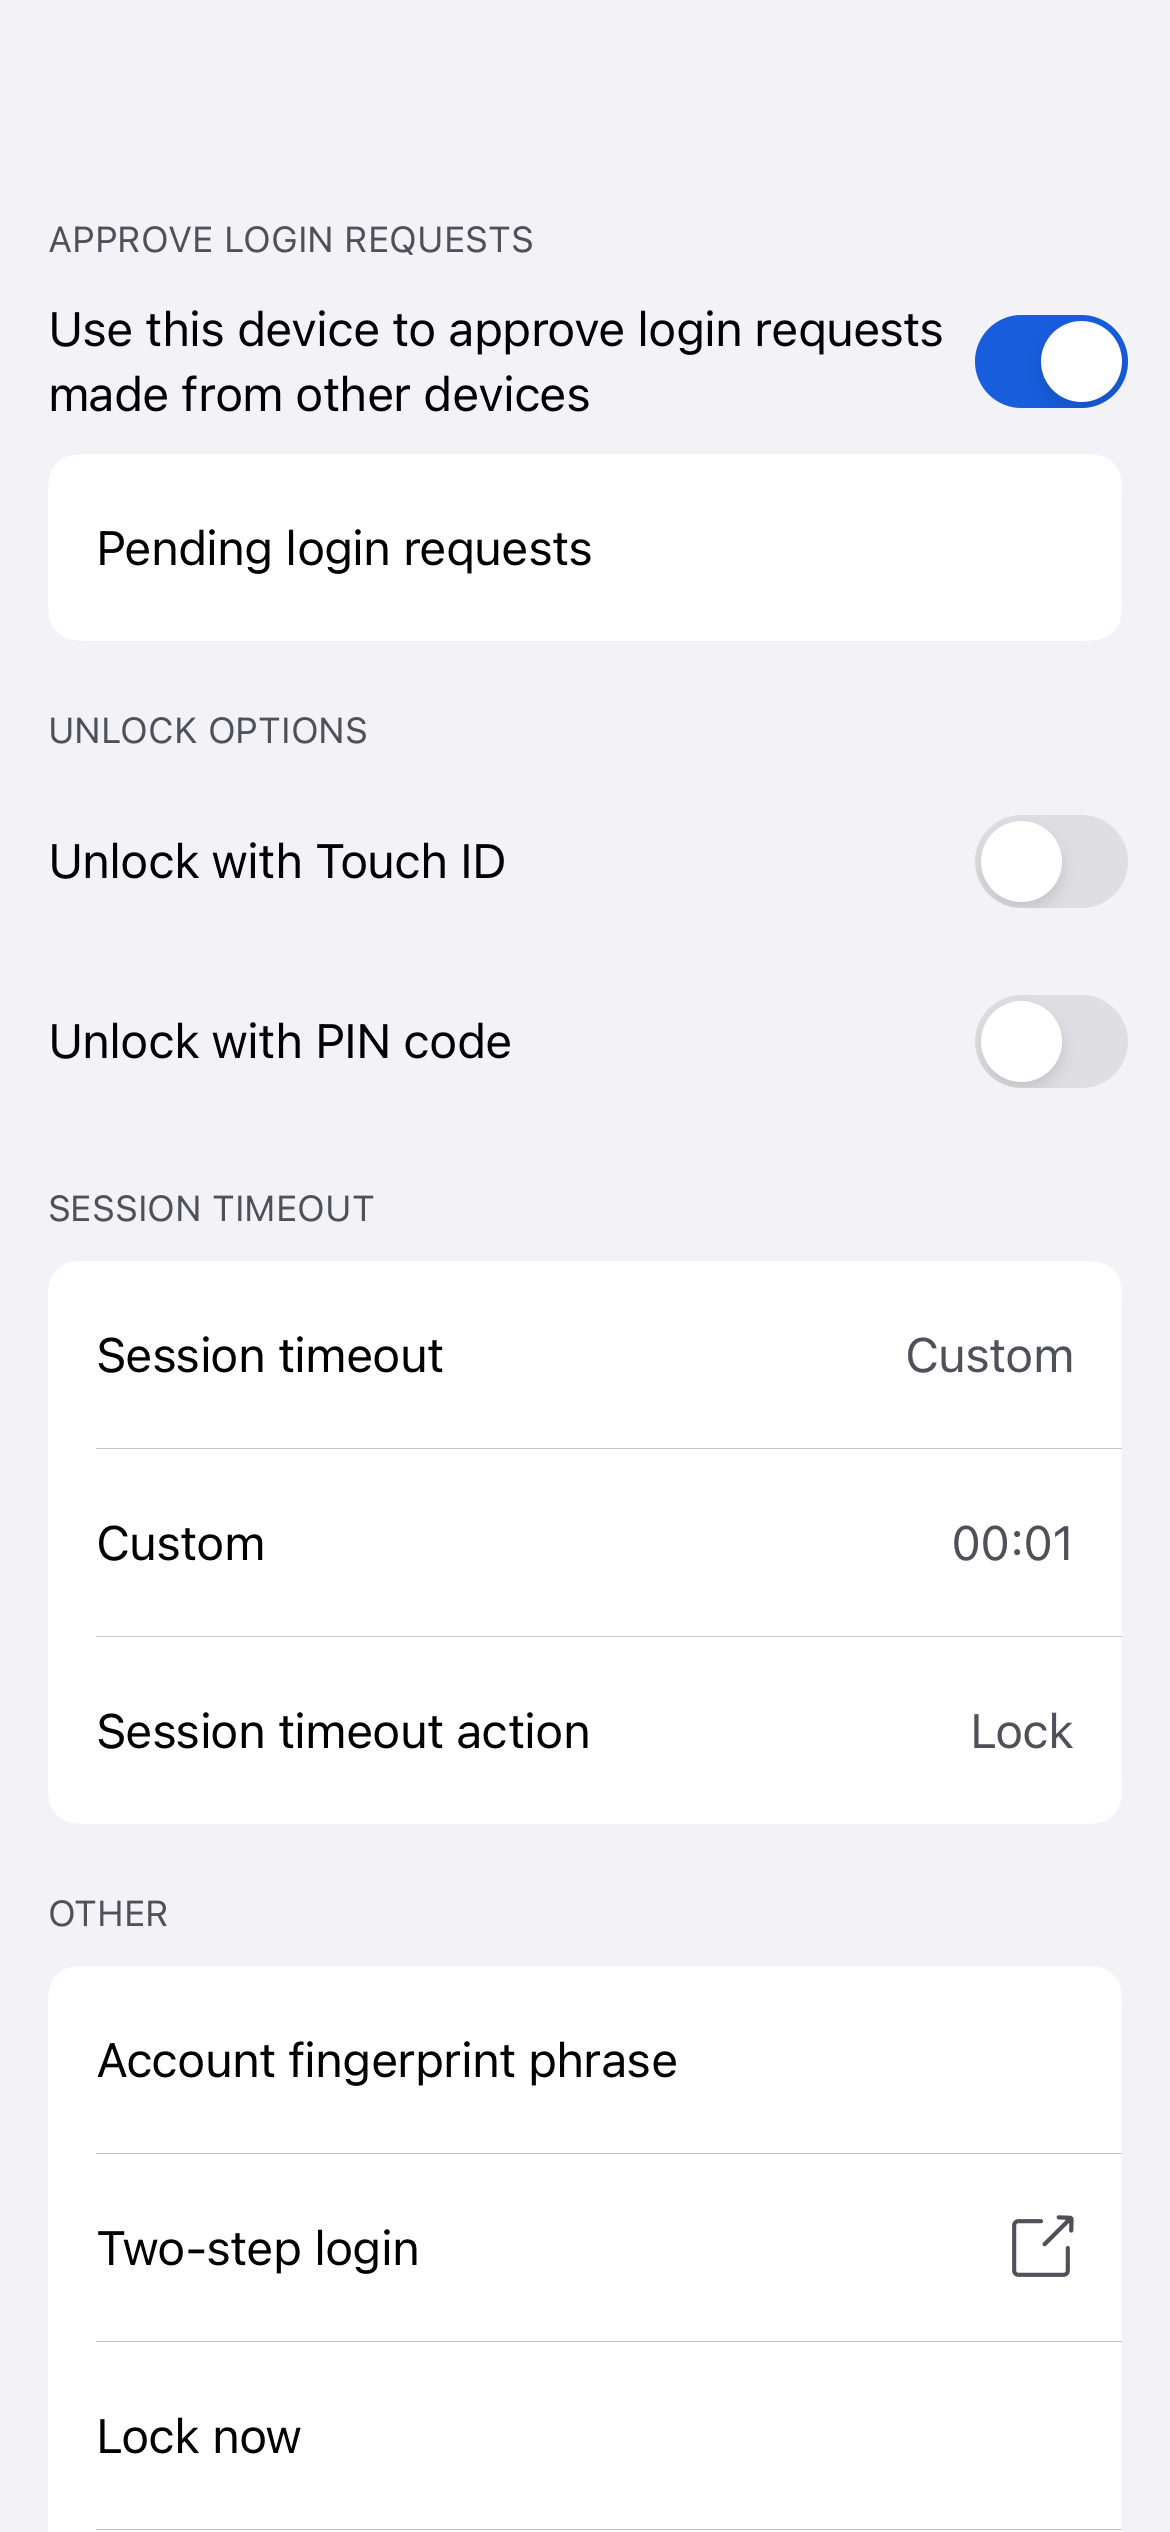 APPROVE LOGIN REQUESTS
Use this device to approve login requests
made from other devices
Pending login requests
UNLOCK OPTIONS
Unlock with Touch ID
Unlock with PIN code
SESSION TIMEOUT
Session timeout Custom
Custom 00:01
Session timeout action Lock
OTHER
Account fingerprint phrase
Two-step login
Lock now